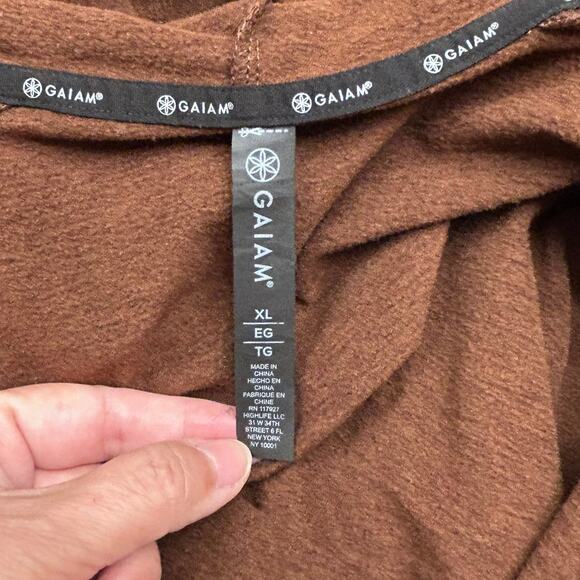 GAIAM®
GAIAM®
GAIAM®
GAIAM®
GAIAM®
XL
EG
TG
MADE IN
CHINA
HECHO EN
CHINA
FABRIQUE EN
CHINE
RN 117927
HIGHLIFE LLC
31 W 34TH
STREET 6 FL
NEW YORK
NY 10001